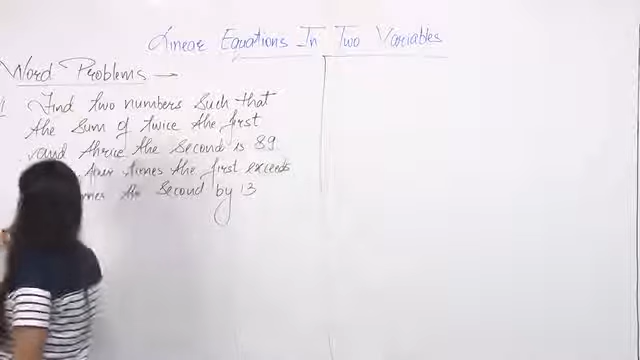 Linear Equations In Two Variables
Word Problems →
Find two numbers such that
the sum of twice the first
and thrice the second is 89
four times the first exceeds
the second by 13